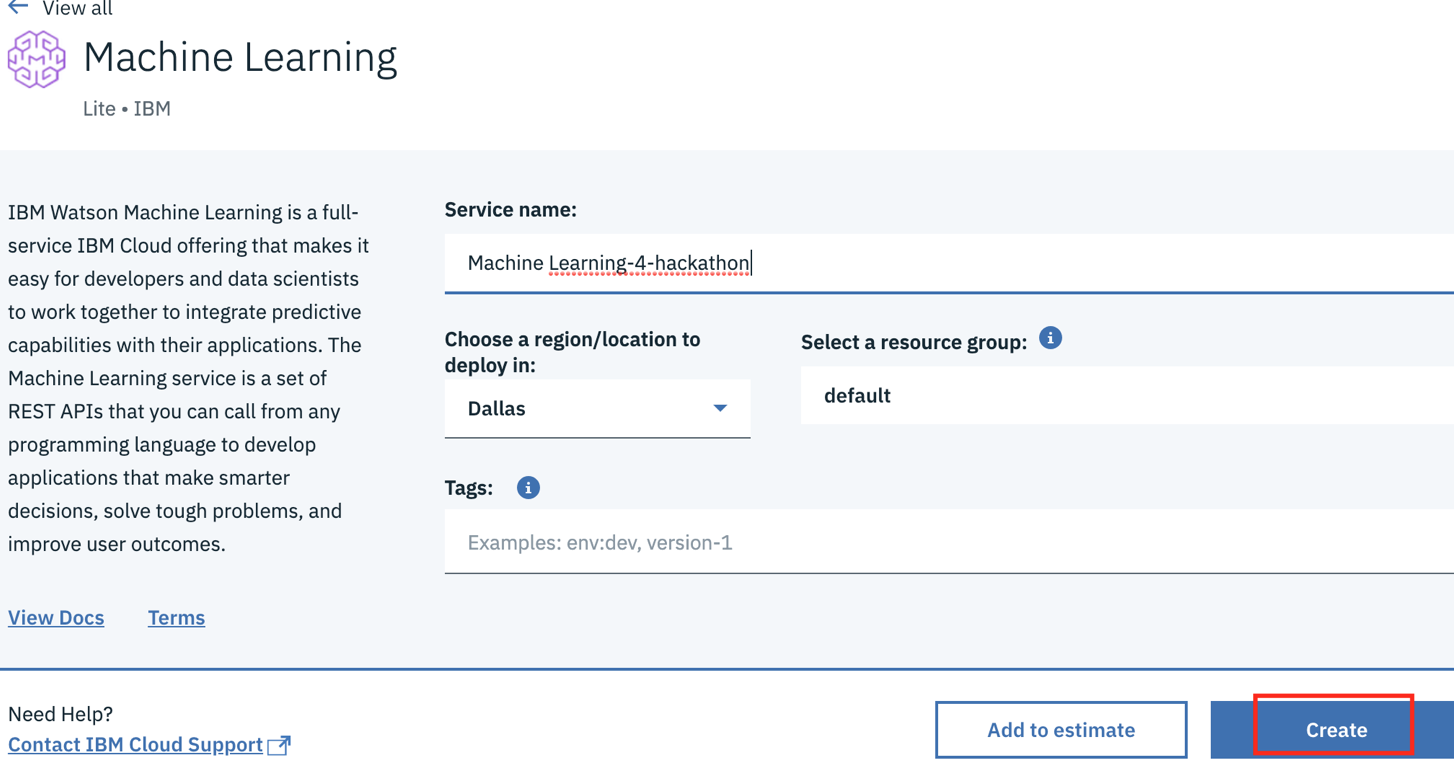 ← View all
Machine Learning
Lite • IBM
IBM Watson Machine Learning is a full-
service IBM Cloud offering that makes it
easy for developers and data scientists
to work together to integrate predictive
capabilities with their applications. The
Machine Learning service is a set of
REST APIs that you can call from any
programming language to develop
applications that make smarter
decisions, solve tough problems, and
improve user outcomes.
View Docs Terms
Service name:
Machine Learning-4-hackathon
Choose a region/location to
deploy in:
Dallas
Select a resource group:
default
Tags:
Examples: env:dev, version-1
Need Help?
Contact IBM Cloud Support
Add to estimate
Create